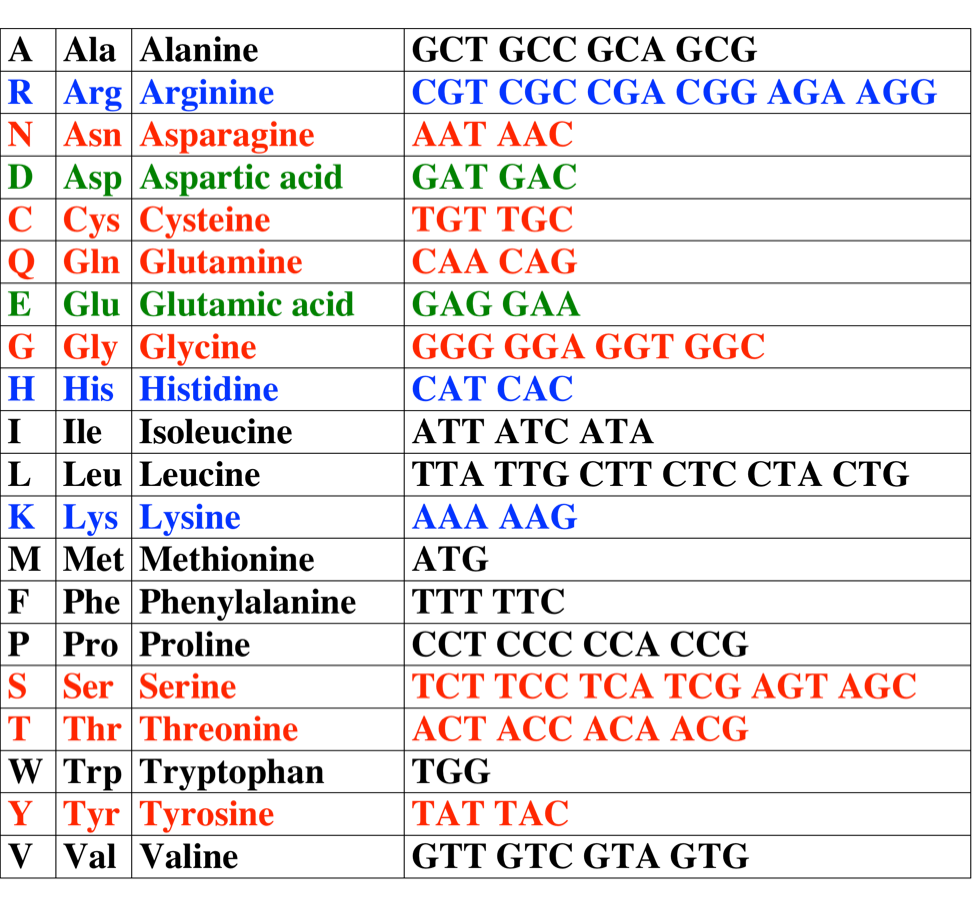 A Ala Alanine GCT GCC GCA GCG
R Arg Arginine CGT CGC CGA CGG AGA AGG
N Asn Asparagine AAT AAC
D Asp Aspartic acid GAT GAC
C Cys Cysteine TGT TGC
Q Gln Glutamine CAA CAG
E Glu Glutamic acid GAG GAA
G Gly Glycine GGG GGA GGT GGC
H His Histidine CAT CAC
I Ile Isoleucine ATT ATC ATA
L Leu Leucine TTA TTG CTT CTC CTA CTG
K Lys Lysine AAA AAG
M Met Methionine ATG
F Phe Phenylalanine TTT TTC
P Pro Proline CCT CCC CCA CCG
S Ser Serine TCT TCC TCA TCG AGT AGC
T Thr Threonine ACT ACC ACA ACG
W Trp Tryptophan TGG
Y Tyr Tyrosine TAT TAC
V Val Valine GTT GTC GTA GTG